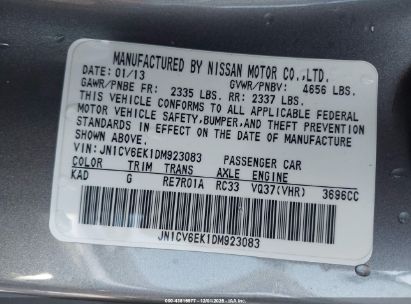 MANUFACTURED BY NISSAN MOTOR CO.,LTD.
DATE: 01/13 GVWR/PNBV: 4656 LBS.
GAWR/PNBE FR: 2335 LBS. RR: 2337 LBS.
THIS VEHICLE CONFORMS TO ALL APPLICABLE FEDERAL
MOTOR VEHICLE SAFETY,BUMPER,AND THEFT PREVENTION
STANDARDS IN EFFECT ON THE DATE OF MANUFACTURE
SHOWN ABOVE.
VIN: JN1CV6EK1DM923083 PASSENGER CAR
COLOR TRIM TRANS AXLE ENGINE
KAD G RE7R01A RC33 VQ37(VHR) 3696CC
JN1CV6EK1DM923083